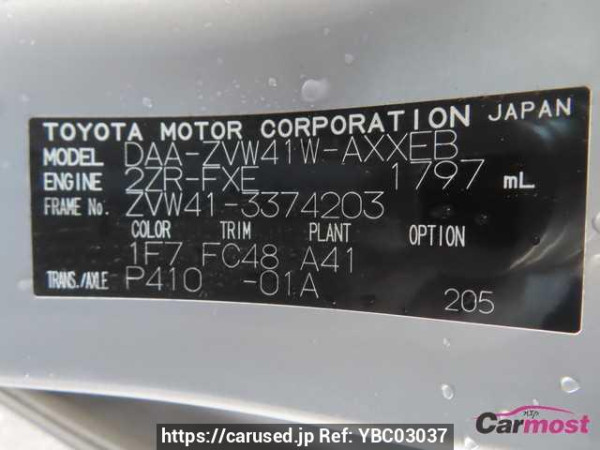 TOYOTA MOTOR CORPORATION JAPAN
MODEL DAA-ZVW41W-AXXEB
ENGINE 2ZR-FXE 1797 mL
FRAME No. ZVW41-3374203
COLOR TRIM PLANT OPTION
1F7 FC48 A41
TRANS./AXLE P410 -01A
205
Carmost
https://carused.jp Ref: YBC03037